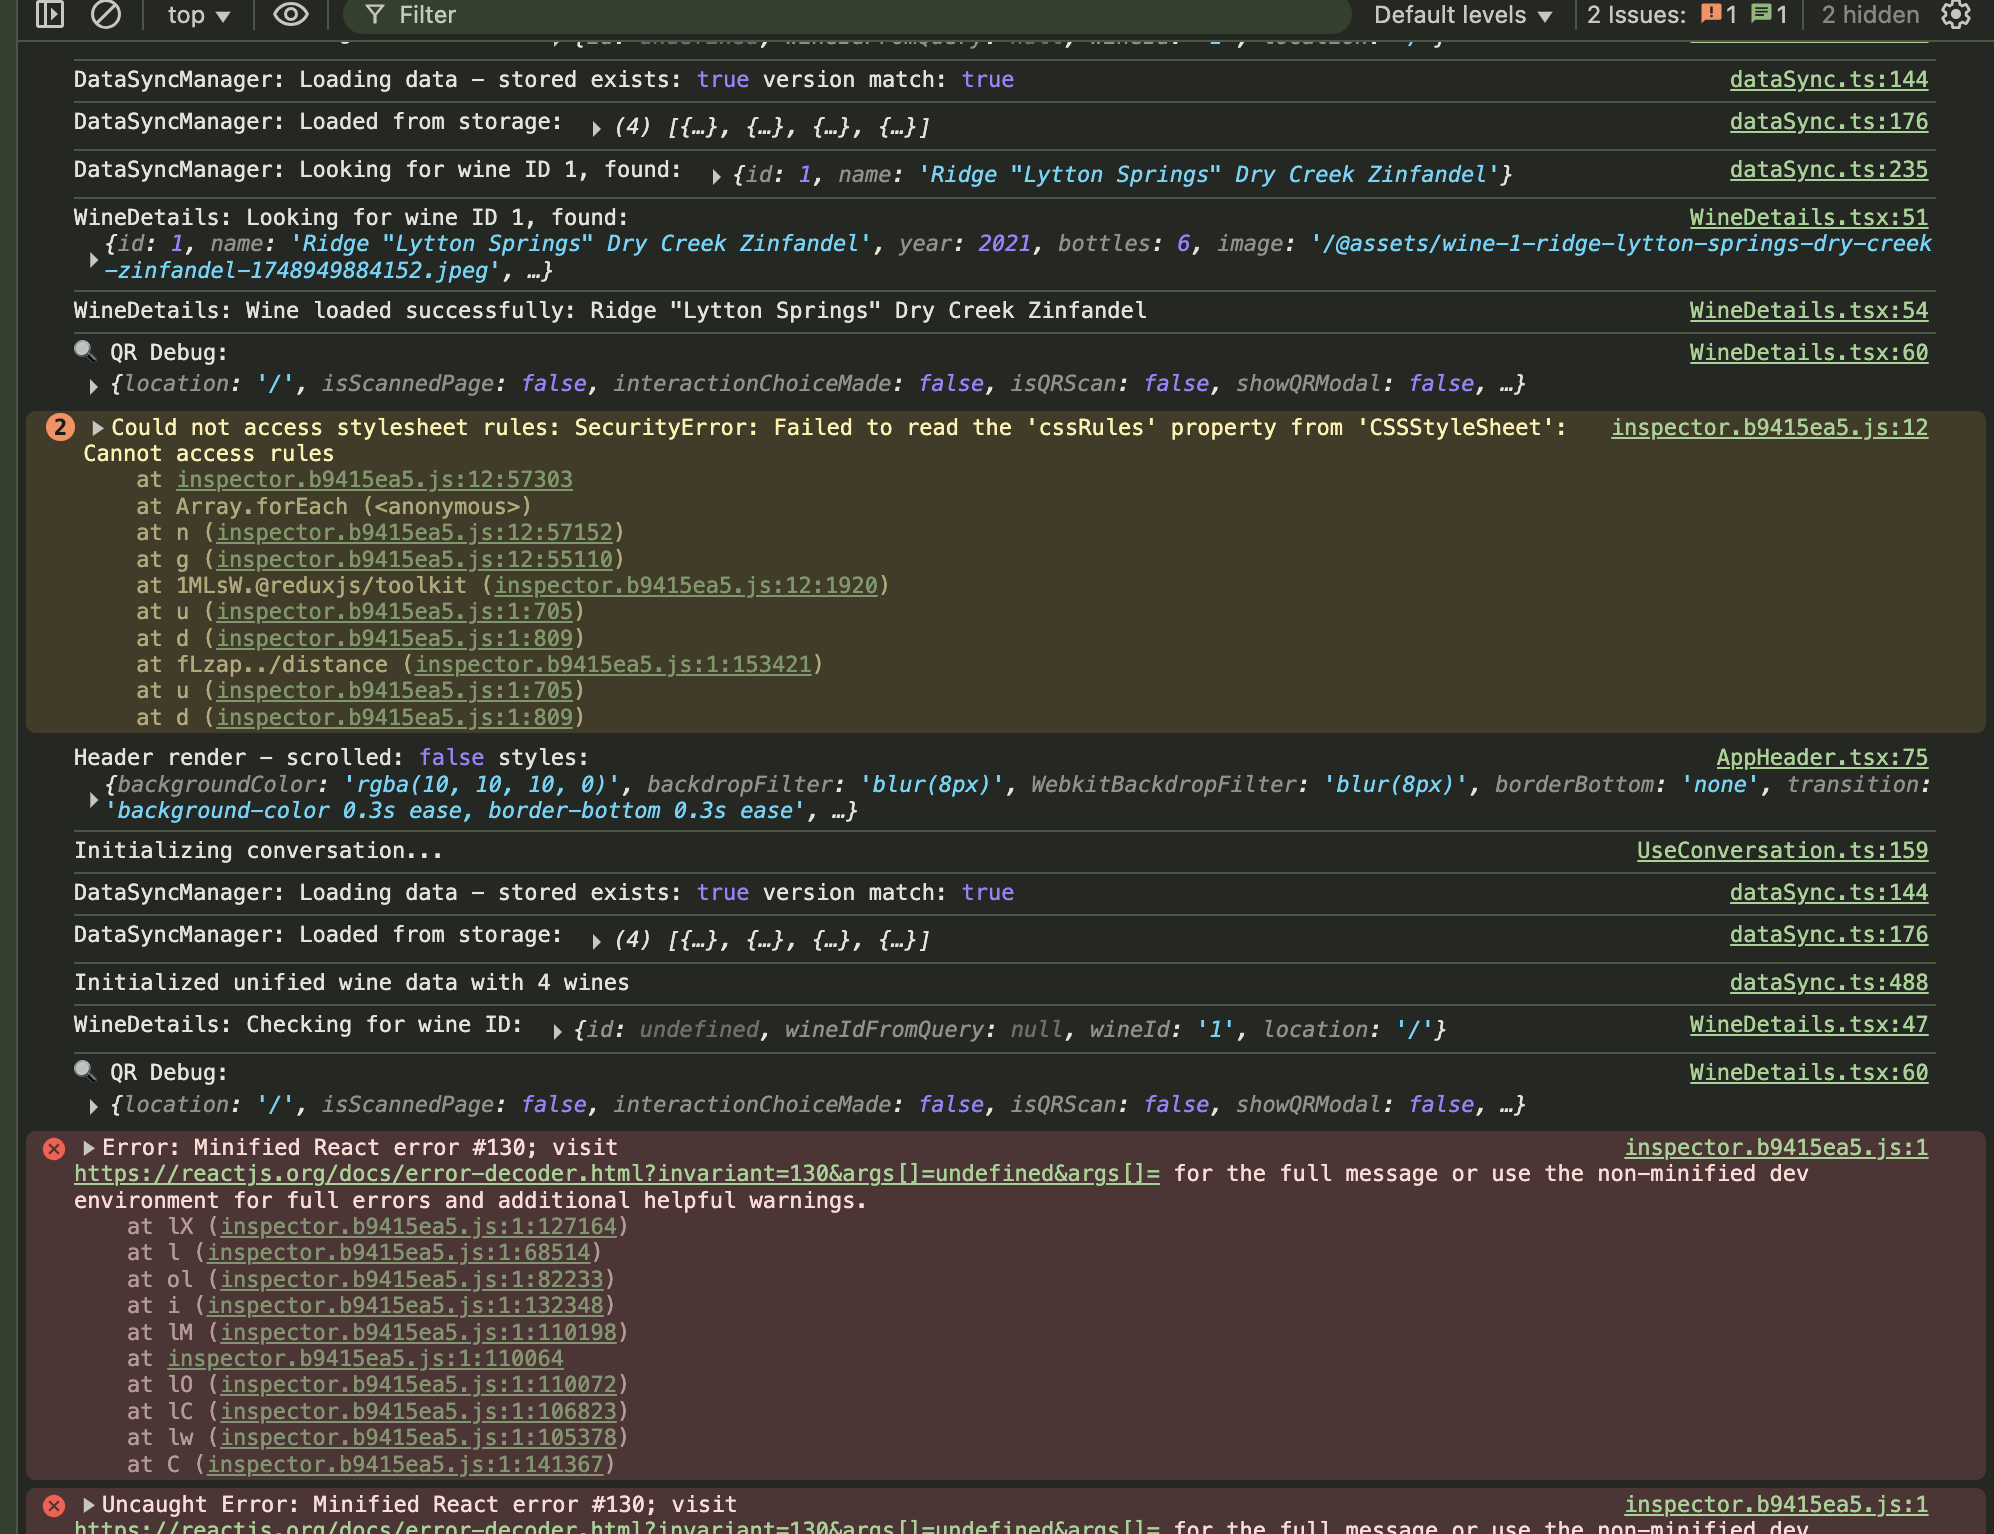 top ▼
Filter
Default levels ▼
2 Issues: 1 1
2 hidden
{id: undefined, wineIdFromQuery: null, wineId: '1', location: '/'}
DataSyncManager: Loading data – stored exists: true version match: true dataSync.ts:144
DataSyncManager: Loaded from storage: ▶ (4) [{…}, {…}, {…}, {…}] dataSync.ts:176
DataSyncManager: Looking for wine ID 1, found: ▶ {id: 1, name: 'Ridge "Lytton Springs" Dry Creek Zinfandel'} dataSync.ts:235
WineDetails: Looking for wine ID 1, found: WineDetails.tsx:51
{id: 1, name: 'Ridge "Lytton Springs" Dry Creek Zinfandel', year: 2021, bottles: 6, image: '/@assets/wine-1-ridge-lytton-springs-dry-creek
-zinfandel-1748949884152.jpeg', …}
WineDetails: Wine loaded successfully: Ridge "Lytton Springs" Dry Creek Zinfandel WineDetails.tsx:54
🔍 QR Debug: WineDetails.tsx:60
▶ {location: '/', isScannedPage: false, interactionChoiceMade: false, isQRScan: false, showQRModal: false, …}
2 ▶ Could not access stylesheet rules: SecurityError: Failed to read the 'cssRules' property from 'CSSStyleSheet': inspector.b9415ea5.js:12
Cannot access rules
at inspector.b9415ea5.js:12:57303
at Array.forEach (<anonymous>)
at n (inspector.b9415ea5.js:12:57152)
at g (inspector.b9415ea5.js:12:55110)
at 1MLsW.@reduxjs/toolkit (inspector.b9415ea5.js:12:1920)
at u (inspector.b9415ea5.js:1:705)
at d (inspector.b9415ea5.js:1:809)
at fLzap../distance (inspector.b9415ea5.js:1:153421)
at u (inspector.b9415ea5.js:1:705)
at d (inspector.b9415ea5.js:1:809)
Header render – scrolled: false styles: AppHeader.tsx:75
{backgroundColor: 'rgba(10, 10, 10, 0)', backdropFilter: 'blur(8px)', WebkitBackdropFilter: 'blur(8px)', borderBottom: 'none', transition:
'background-color 0.3s ease, border-bottom 0.3s ease', …}
Initializing conversation... UseConversation.ts:159
DataSyncManager: Loading data – stored exists: true version match: true dataSync.ts:144
DataSyncManager: Loaded from storage: ▶ (4) [{…}, {…}, {…}, {…}] dataSync.ts:176
Initialized unified wine data with 4 wines dataSync.ts:488
WineDetails: Checking for wine ID: ▶ {id: undefined, wineIdFromQuery: null, wineId: '1', location: '/'} WineDetails.tsx:47
🔍 QR Debug: WineDetails.tsx:60
▶ {location: '/', isScannedPage: false, interactionChoiceMade: false, isQRScan: false, showQRModal: false, …}
▶ Error: Minified React error #130; visit inspector.b9415ea5.js:1
https://reactjs.org/docs/error-decoder.html?invariant=130&args[]=undefined&args[]= for the full message or use the non-minified dev
environment for full errors and additional helpful warnings.
at lX (inspector.b9415ea5.js:1:127164)
at l (inspector.b9415ea5.js:1:68514)
at ol (inspector.b9415ea5.js:1:82233)
at i (inspector.b9415ea5.js:1:132348)
at lM (inspector.b9415ea5.js:1:110198)
at inspector.b9415ea5.js:1:110064
at lO (inspector.b9415ea5.js:1:110072)
at lC (inspector.b9415ea5.js:1:106823)
at lw (inspector.b9415ea5.js:1:105378)
at C (inspector.b9415ea5.js:1:141367)
▶ Uncaught Error: Minified React error #130; visit inspector.b9415ea5.js:1
https://reactjs.org/docs/error-decoder.html?invariant=130&args[]=undefined&args[]= for the full message or use the non-minified dev